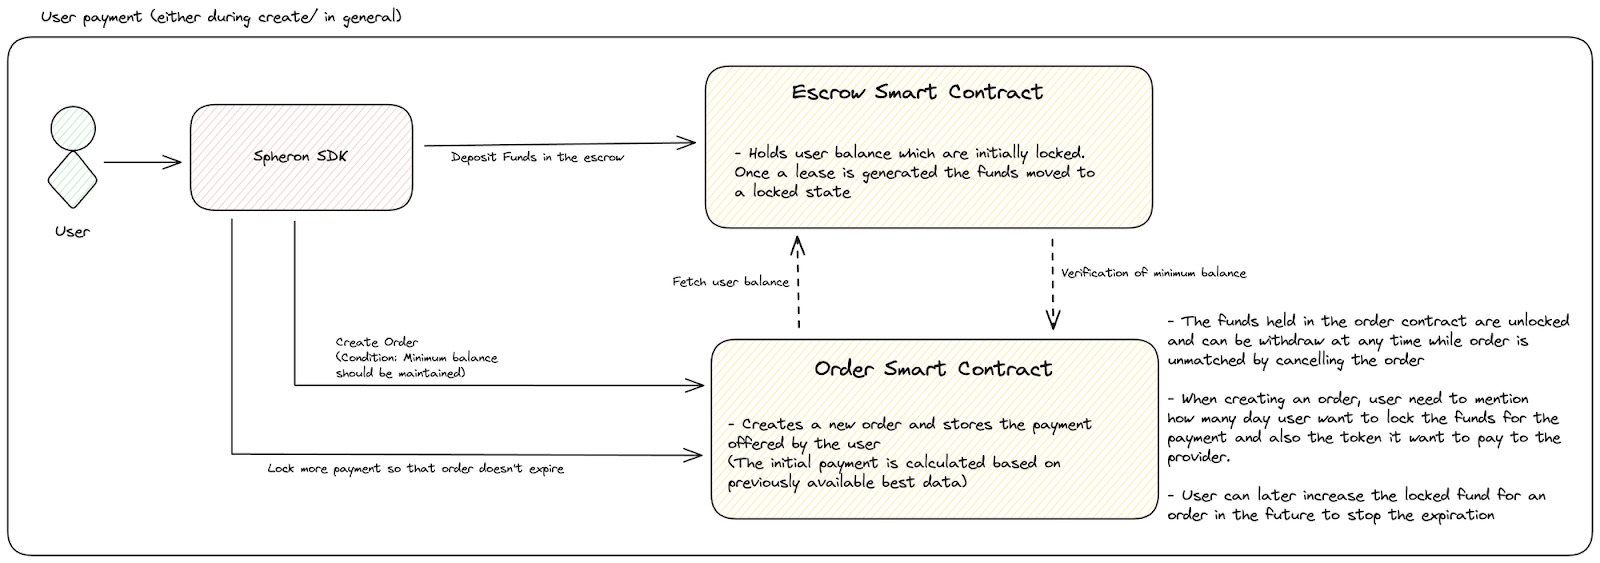 User payment (either during create/ in general)
Escrow Smart Contract
Spheron SDK
Deposit Funds in the escrow
- Holds user balance which are initially locked.
Once a lease is generated the funds moved to
a locked state
User
Fetch user balance
Verification of minimum balance
Create Order
(Condition: Minimum balance
should be maintained)
Lock more payment so that order doesn't expire
Order Smart Contract
- Creates a new order and stores the payment
offered by the user
(The initial payment is calculated based on
previously available best data)
- The funds held in the order contract are unlocked
and can be withdraw at any time while order is
unmatched by cancelling the order
- When creating an order, user need to mention
how many day user want to lock the funds for the
payment and also the token it want to pay to the
provider.
- User can later increase the locked fund for an
order in the future to stop the expiration